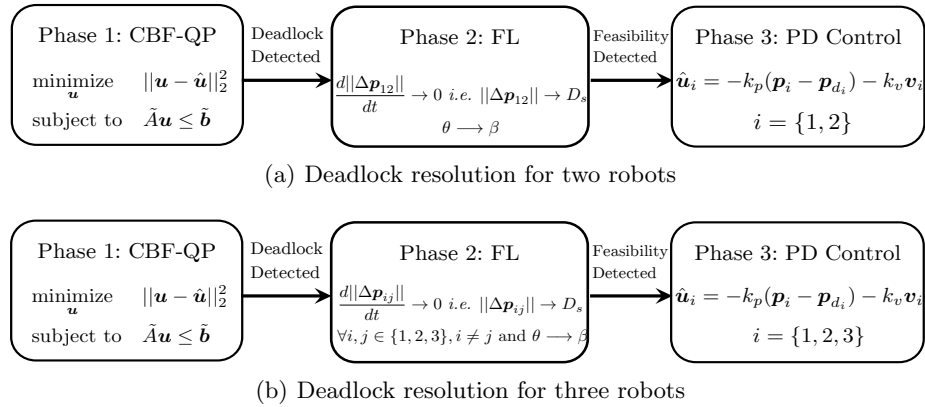 Phase 1: CBF-QP
minimize ||u − û||₂²
u
subject to Ãu ≤ b̃
Deadlock
Detected
Phase 2: FL
d||Δp₁₂||/dt → 0 i.e. ||Δp₁₂|| → Dₛ
θ ⟶ β
Feasibility
Detected
Phase 3: PD Control
ûᵢ = −kₚ(pᵢ − p_{dᵢ}) − kᵥvᵢ
i = {1, 2}
(a) Deadlock resolution for two robots
Phase 1: CBF-QP
minimize ||u − û||₂²
u
subject to Ãu ≤ b̃
Deadlock
Detected
Phase 2: FL
d||Δpᵢⱼ||/dt → 0 i.e. ||Δpᵢⱼ|| → Dₛ
∀i, j ∈ {1, 2, 3}, i ≠ j and θ ⟶ β
Feasibility
Detected
Phase 3: PD Control
ûᵢ = −kₚ(pᵢ − p_{dᵢ}) − kᵥvᵢ
i = {1, 2, 3}
(b) Deadlock resolution for three robots